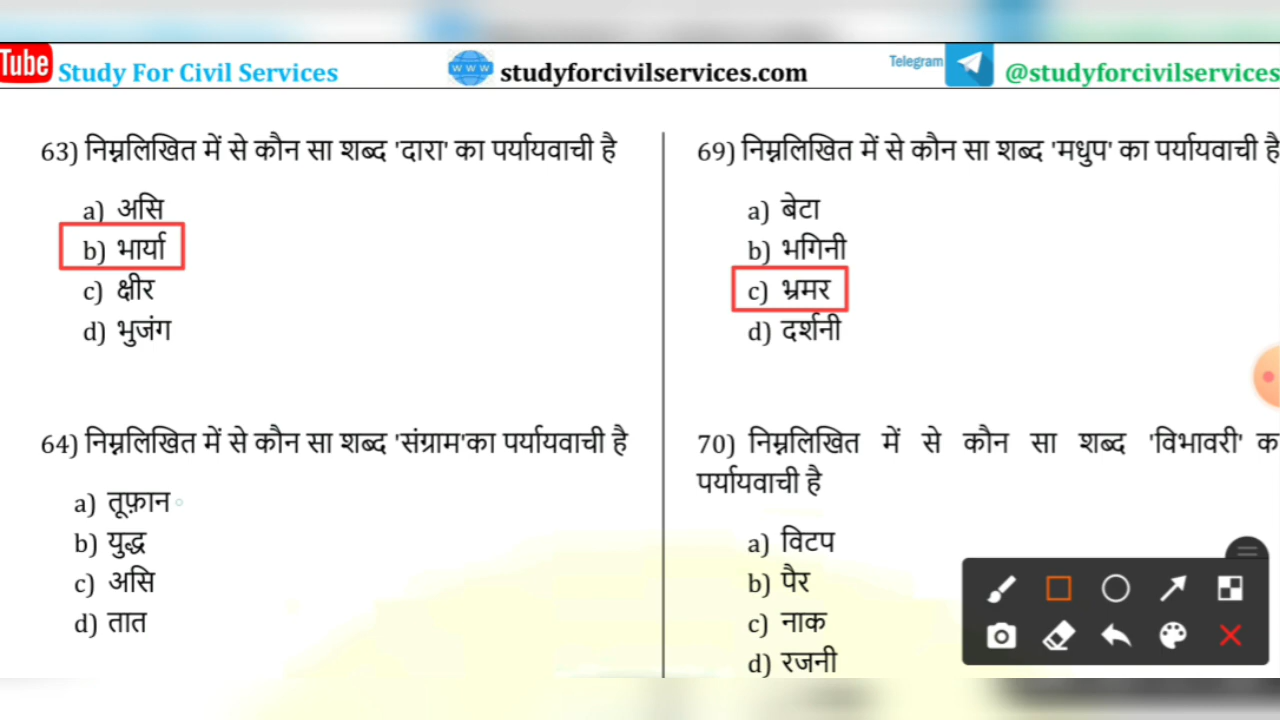 Tube Study For Civil Services
studyforcivilservices.com
Telegram @studyforcivilservices
63) निम्नलिखित में से कौन सा शब्द 'दारा' का पर्यायवाची है
a) असि
b) भार्या
c) क्षीर
d) भुजंग
64) निम्नलिखित में से कौन सा शब्द 'संग्राम'का पर्यायवाची है
a) तूफ़ान
b) युद्ध
c) असि
d) तात
69) निम्नलिखित में से कौन सा शब्द 'मधुप' का पर्यायवाची है
a) बेटा
b) भगिनी
c) भ्रमर
d) दर्शनी
70) निम्नलिखित में से कौन सा शब्द 'विभावरी' क
पर्यायवाची है
a) विटप
b) पैर
c) नाक
d) रजनी